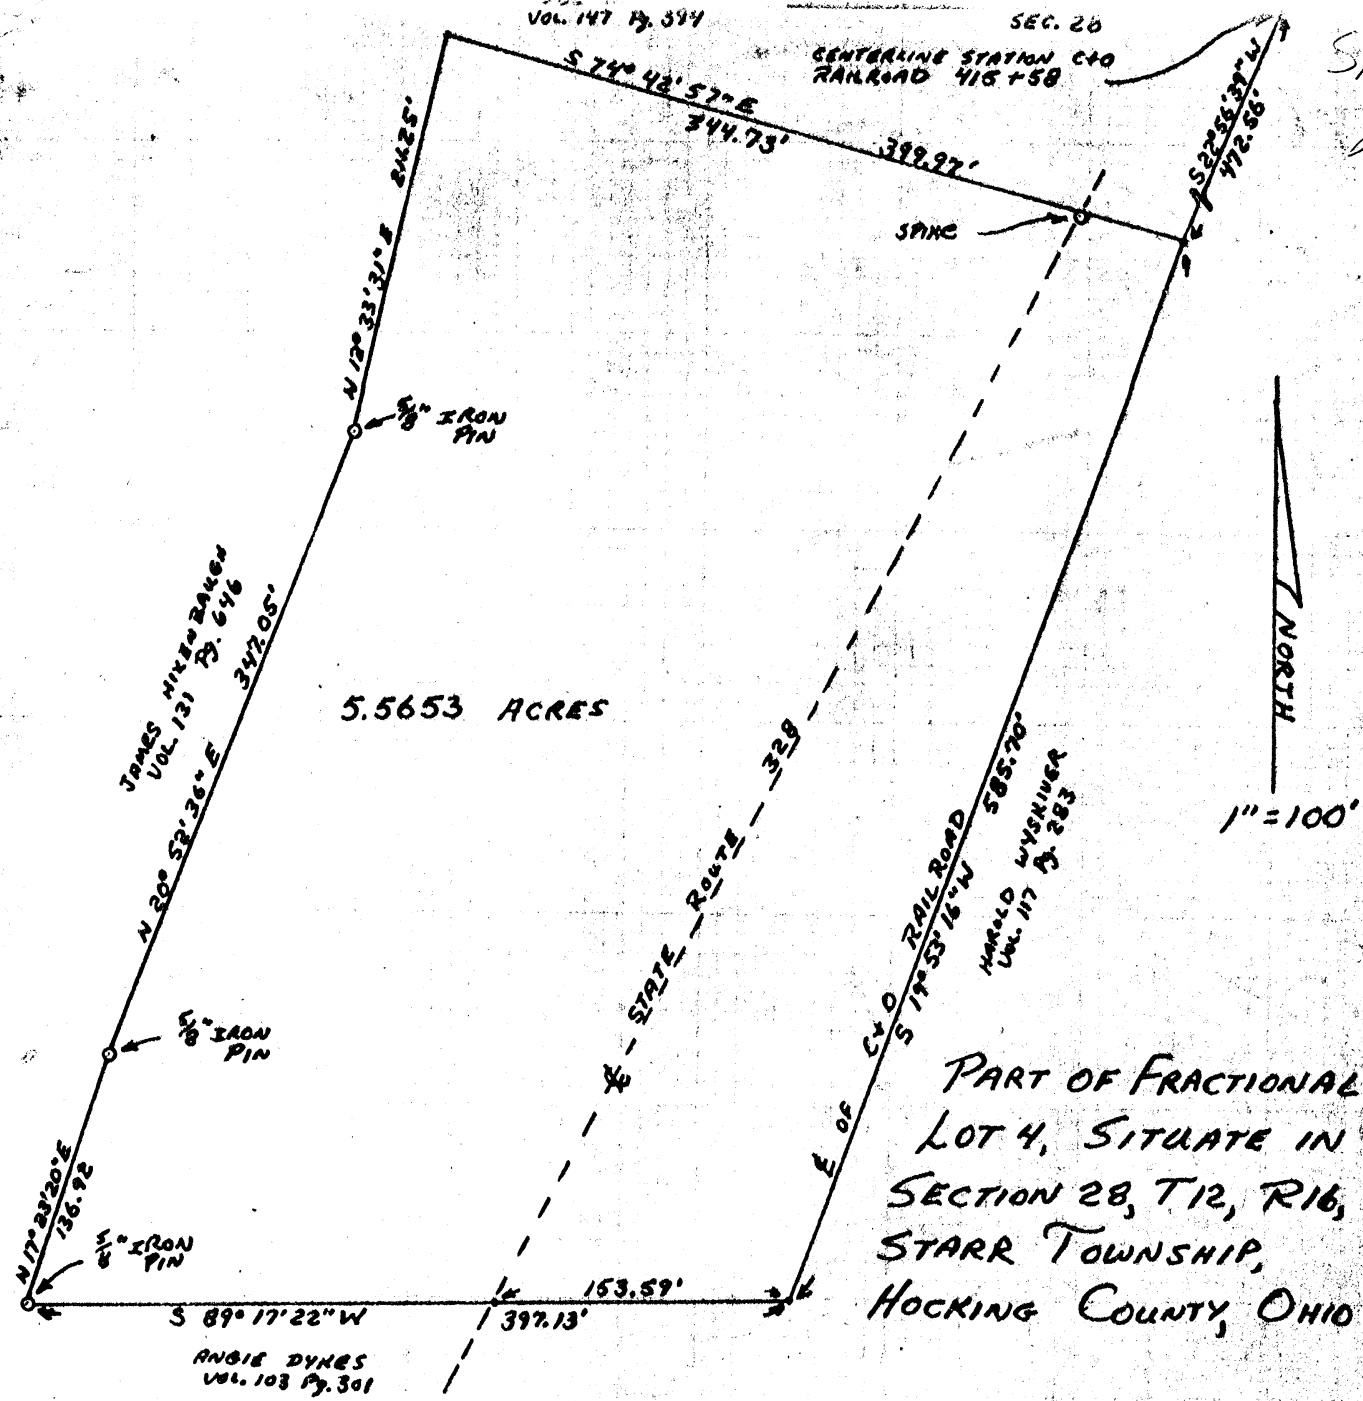 VOL. 147 Pg. 394
SEC. 28
CENTERLINE STATION C+O
RAILROAD 415+58
S 74° 42' 57" E
344.73'
399.97'
S 22° 56' 39" W
472.56'
SPIKE
N 12° 33' 31" E
5/8" IRON
PIN
JAMES HIXENBAUGH
VOL. 131 Pg. 646
N 20° 52' 36" E 347.05'
5.5653 ACRES
℄ STATE ROUTE 328
NORTH
1" = 100'
℄ OF C+O RAILROAD
S 19° 53' 16" W 585.70'
HAROLD WYSKIVER
VOL. 117 Pg. 283
5/8" IRON
PIN
N 17° 23' 20" E
136.92
5/8" IRON
PIN
S 89° 17' 22" W
153.59'
397.13'
ANGIE DYKES
VOL. 103 Pg. 301
PART OF FRACTIONAL
LOT 4, SITUATE IN
SECTION 28, T12, R16,
STARR TOWNSHIP,
HOCKING COUNTY, OHIO